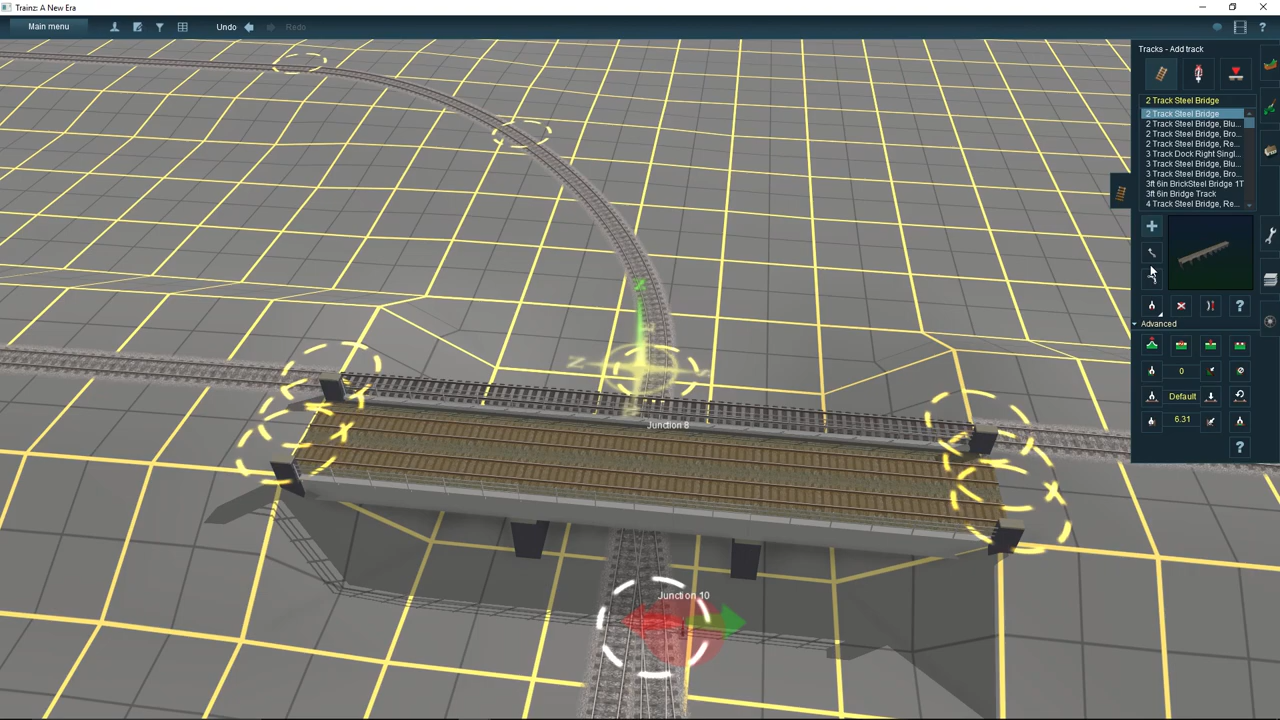 Trainz: A New Era
Main menu
Undo
Redo
Tracks - Add track
2 Track Steel Bridge
2 Track Steel Bridge
2 Track Steel Bridge, Blu...
2 Track Steel Bridge, Bro...
2 Track Steel Bridge, Re...
3 Track Dock Right Singl...
3 Track Steel Bridge, Blu...
3 Track Steel Bridge, Bro...
3ft 6in BrickSteel Bridge 1T
3ft 6in Bridge Track
4 Track Steel Bridge, Re...
Advanced
0
Default
6.31
Z
Junction 8
Junction 10